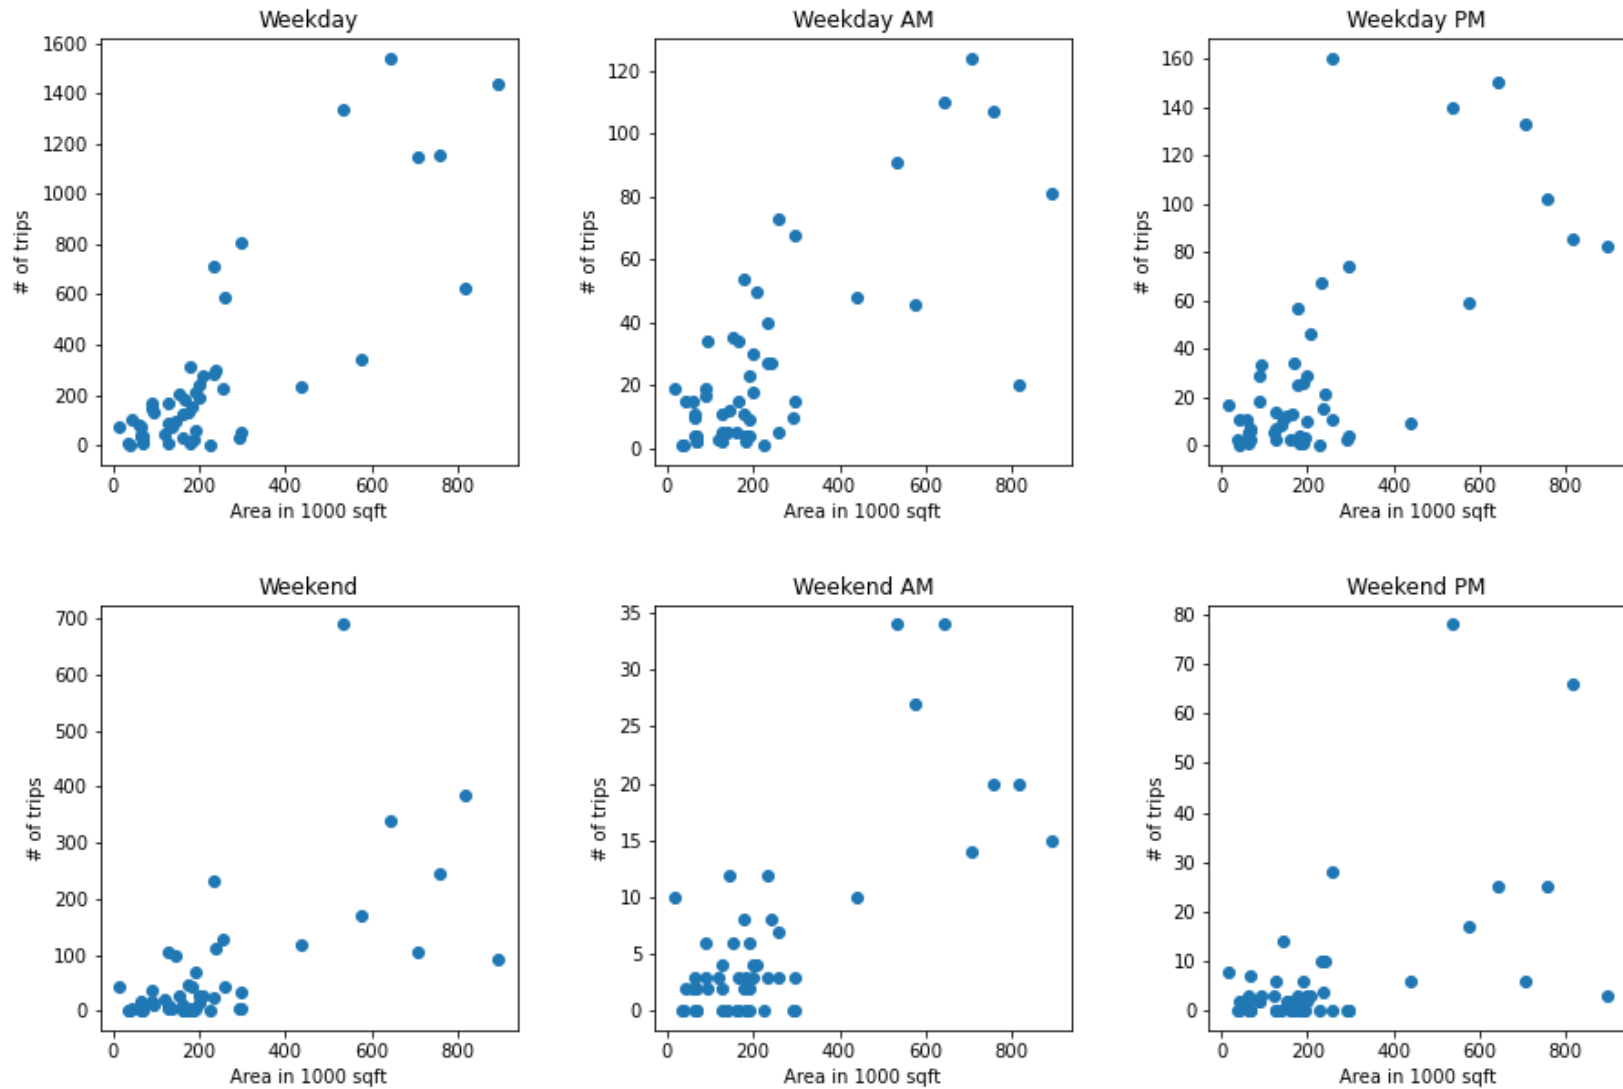 Weekday
Weekday AM
Weekday PM
1600
1400
1200
1000
800
600
400
200
0
# of trips
0 200 400 600 800
Area in 1000 sqft
120
100
80
60
40
20
0
# of trips
0 200 400 600 800
Area in 1000 sqft
160
140
120
100
80
60
40
20
0
# of trips
0 200 400 600 800
Area in 1000 sqft
Weekend
Weekend AM
Weekend PM
700
600
500
400
300
200
100
0
# of trips
0 200 400 600 800
Area in 1000 sqft
35
30
25
20
15
10
5
0
# of trips
0 200 400 600 800
Area in 1000 sqft
80
70
60
50
40
30
20
10
0
# of trips
0 200 400 600 800
Area in 1000 sqft